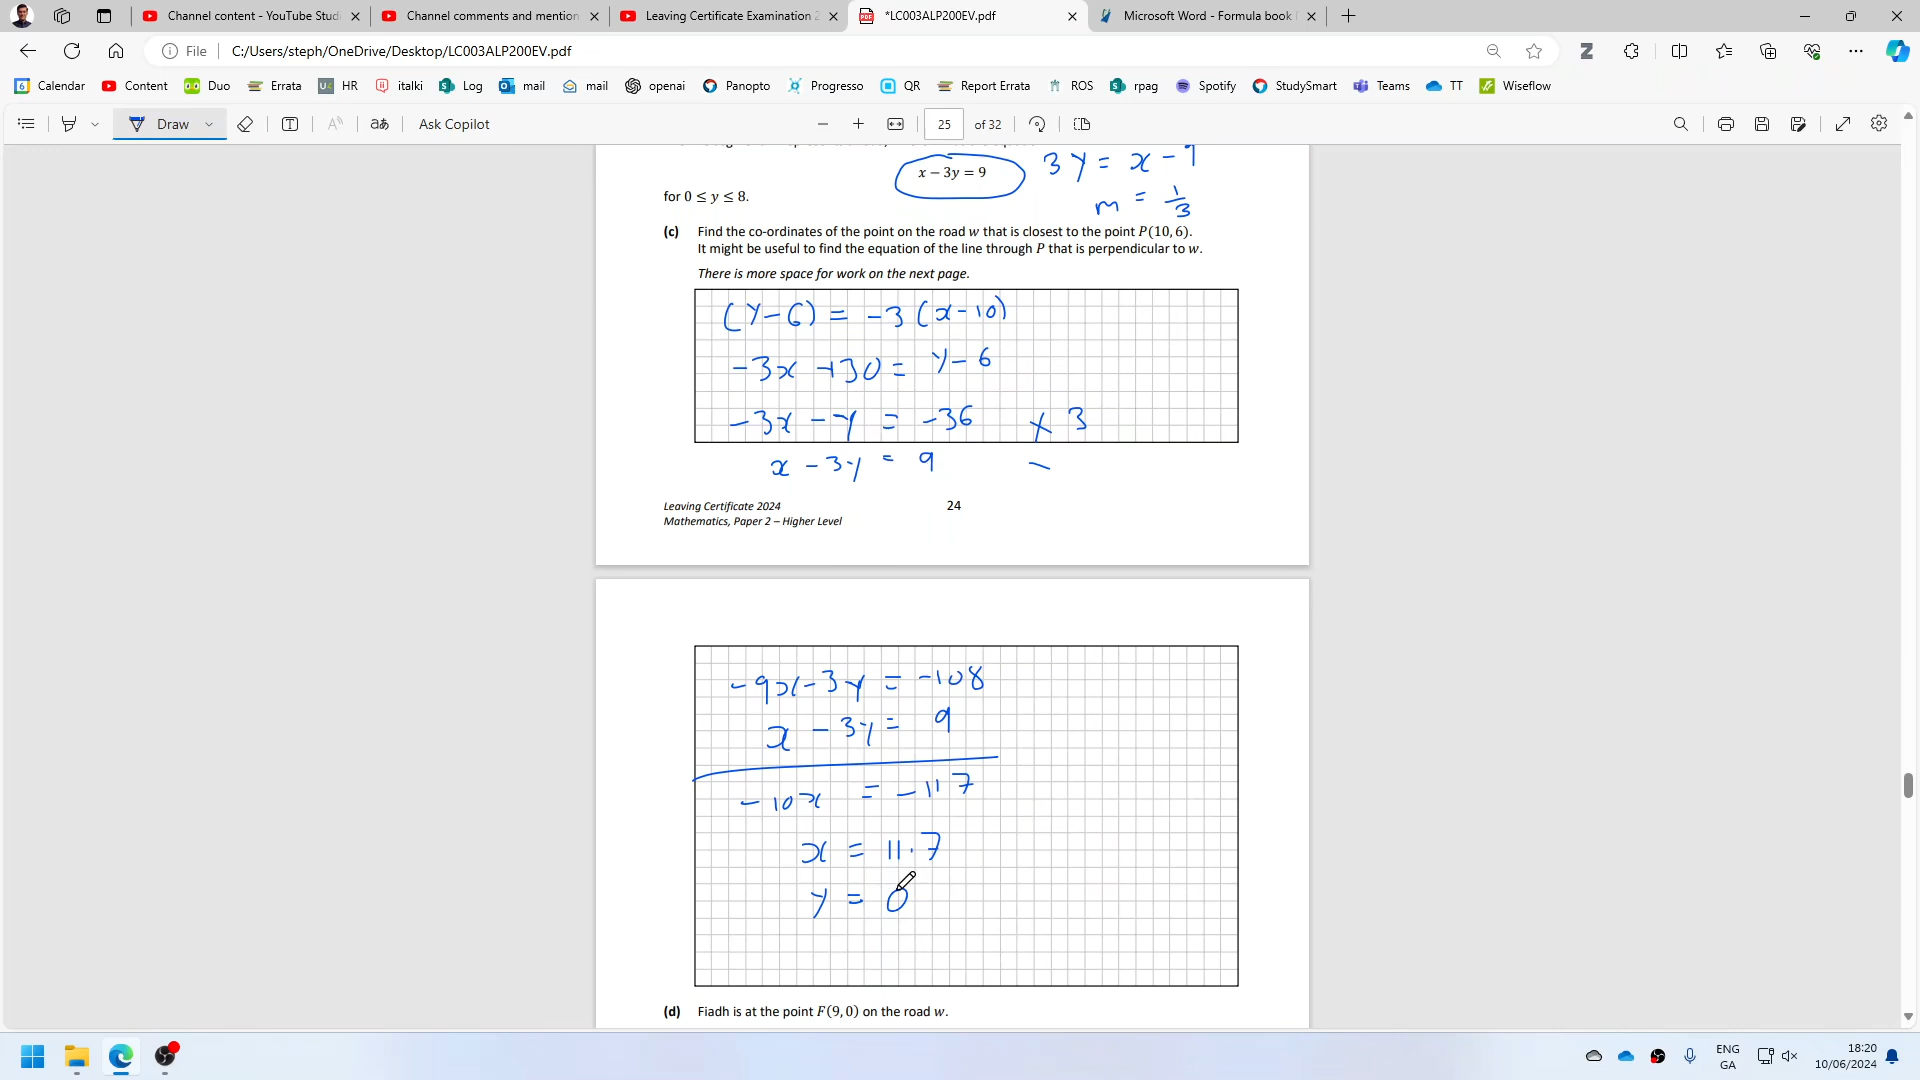 Channel content - YouTube Studi
Channel comments and mention
Leaving Certificate Examination 2
*LC003ALP200EV.pdf
Microsoft Word - Formula book
File
C:/Users/steph/OneDrive/Desktop/LC003ALP200EV.pdf
Calendar Content Duo Errata HR italki Log mail mail openai Panopto Progresso QR Report Errata ROS rpag Spotify StudySmart Teams TT Wiseflow
Draw
Ask Copilot
25 of 32
x − 3y = 9
3y = x - 9
for 0 ≤ y ≤ 8.
m = 1/3
(c) Find the co-ordinates of the point on the road w that is closest to the point P(10, 6).
It might be useful to find the equation of the line through P that is perpendicular to w.
There is more space for work on the next page.
(y-6) = -3(x-10)
-3x +30 = y-6
-3x - y = -36 x 3
x - 3y = 9 -
Leaving Certificate 2024
24
Mathematics, Paper 2 – Higher Level
-9x-3y = -108
x - 3y = 9
-10x = -117
x = 11.7
y = 0
(d) Fiadh is at the point F(9, 0) on the road w.
ENG
GA
18:20
10/06/2024